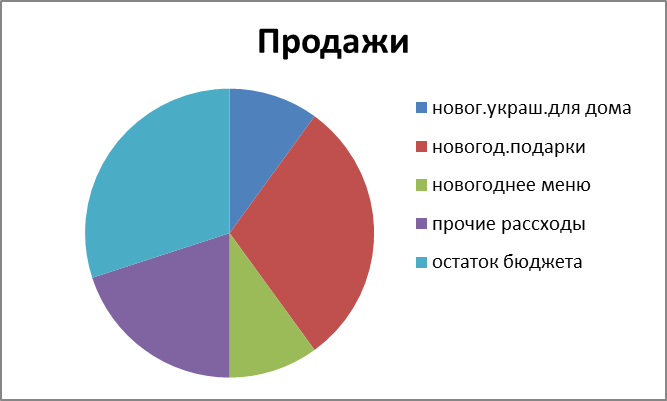 Продажи
новог.украш.для дома
новогод.подарки
новогоднее меню
прочие рассходы
остаток бюджета